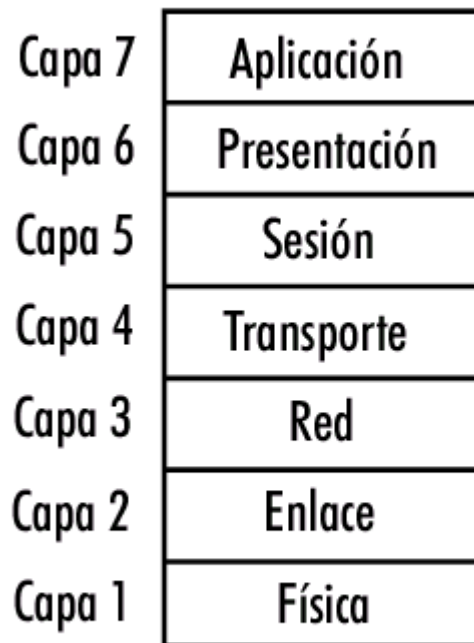 Capa 7 Aplicación
Capa 6 Presentación
Capa 5 Sesión
Capa 4 Transporte
Capa 3 Red
Capa 2 Enlace
Capa 1 Física